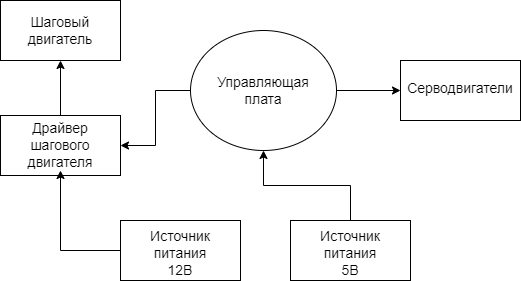 Шаговый
двигатель
Управляющая
плата
Серводвигатели
Драйвер
шагового
двигателя
Источник
питания
12В
Источник
питания
5В